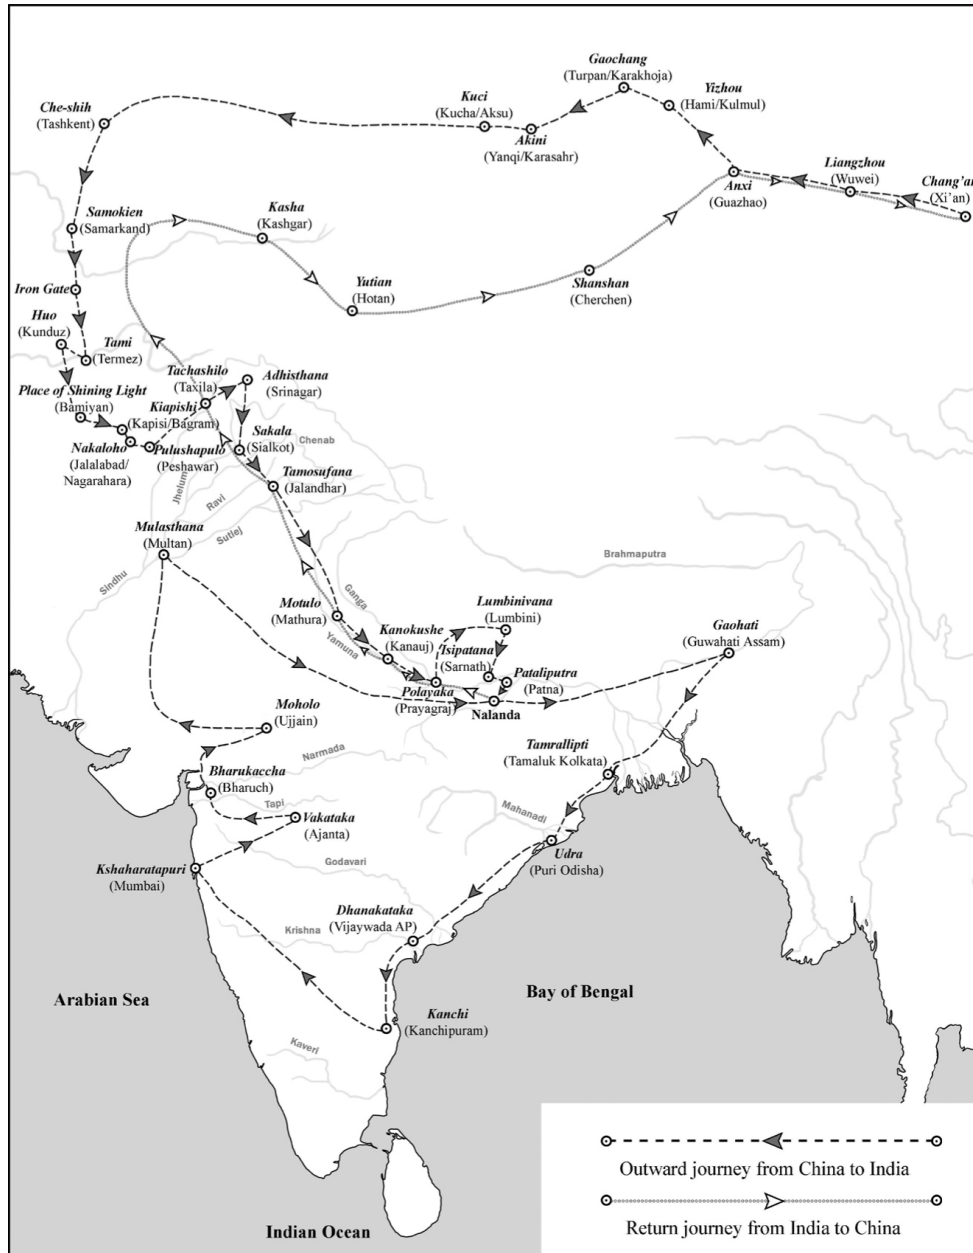 Gaochang
(Turpan/Karakhoja)
Yizhou
(Hami/Kulmul)
Kuci
(Kucha/Aksu)
Che-shih
(Tashkent)
Akini
(Yanqi/Karasahr)
Liangzhou
(Wuwei)
Chang'an
(Xi'an)
Anxi
(Guazhao)
Kasha
(Kashgar)
Samokien
(Samarkand)
Yutian
(Hotan)
Shanshan
(Cherchen)
Iron Gate
Huo
(Kunduz)
Tami
(Termez)
Tachashilo
(Taxila)
Adhisthana
(Srinagar)
Place of Shining Light
(Bamiyan)
Kiapishi
(Kapisi/Bagram)
Sakala
(Sialkot)
Chenab
Nakaloho
(Jalalabad/
Nagarahara)
Pulushapulo
(Peshawar)
Tamosufana
(Jalandhar)
Jhelum
Ravi
Sutlej
Mulasthana
(Multan)
Sindhu
Brahmaputra
Ganga
Motulo
(Mathura)
Yamuna
Lumbinivana
(Lumbini)
Gaohati
(Guwahati Assam)
Kanokushe
(Kanauj)
Isipatana
(Sarnath)
Pataliputra
(Patna)
Polayaka
(Prayagraj)
Nalanda
Moholo
(Ujjain)
Narmada
Tamrallipti
(Tamaluk Kolkata)
Bharukaccha
(Bharuch)
Tapi
Vakataka
(Ajanta)
Mahanadi
Udra
(Puri Odisha)
Kshaharatapuri
(Mumbai)
Godavari
Dhanakataka
(Vijaywada AP)
Krishna
Arabian Sea
Bay of Bengal
Kanchi
(Kanchipuram)
Kaveri
Outward journey from China to India
Return journey from India to China
Indian Ocean